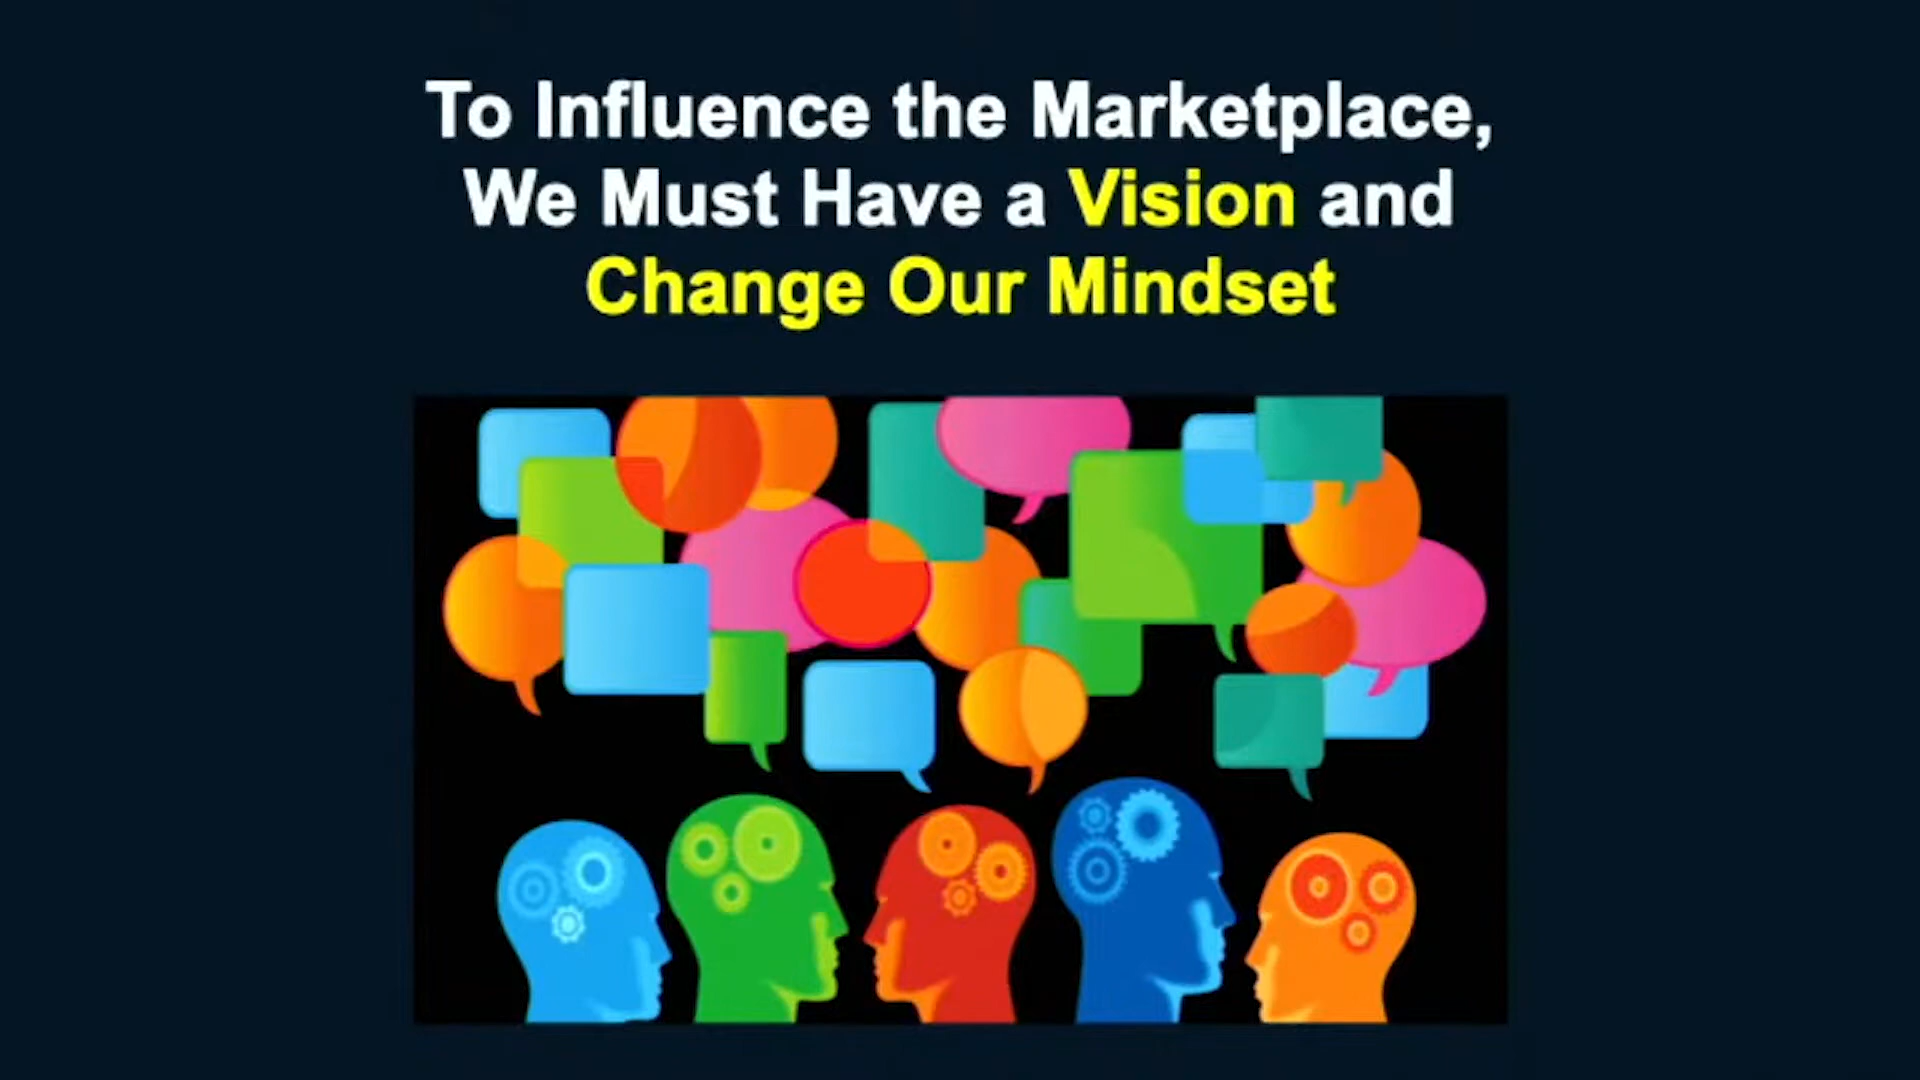 To Influence the Marketplace,
We Must Have a Vision and
Change Our Mindset